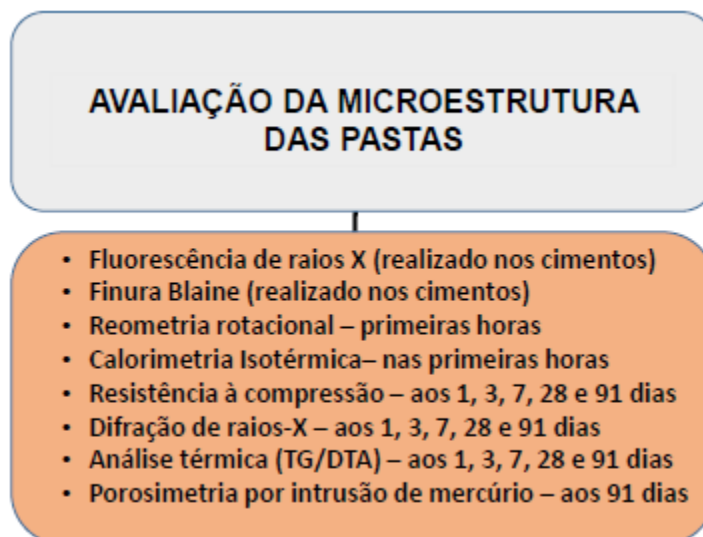 AVALIAÇÃO DA MICROESTRUTURA
DAS PASTAS
• Fluorescência de raios X (realizado nos cimentos)
• Finura Blaine (realizado nos cimentos)
• Reometria rotacional – primeiras horas
• Calorimetria Isotérmica– nas primeiras horas
• Resistência à compressão – aos 1, 3, 7, 28 e 91 dias
• Difração de raios-X – aos 1, 3, 7, 28 e 91 dias
• Análise térmica (TG/DTA) – aos 1, 3, 7, 28 e 91 dias
• Porosimetria por intrusão de mercúrio – aos 91 dias